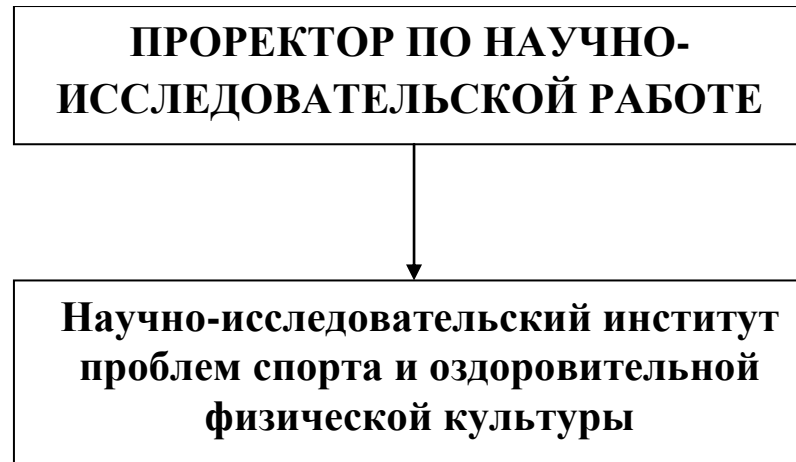 ПРОРЕКТОР ПО НАУЧНО-
ИССЛЕДОВАТЕЛЬСКОЙ РАБОТЕ
Научно-исследовательский институт
проблем спорта и оздоровительной
физической культуры